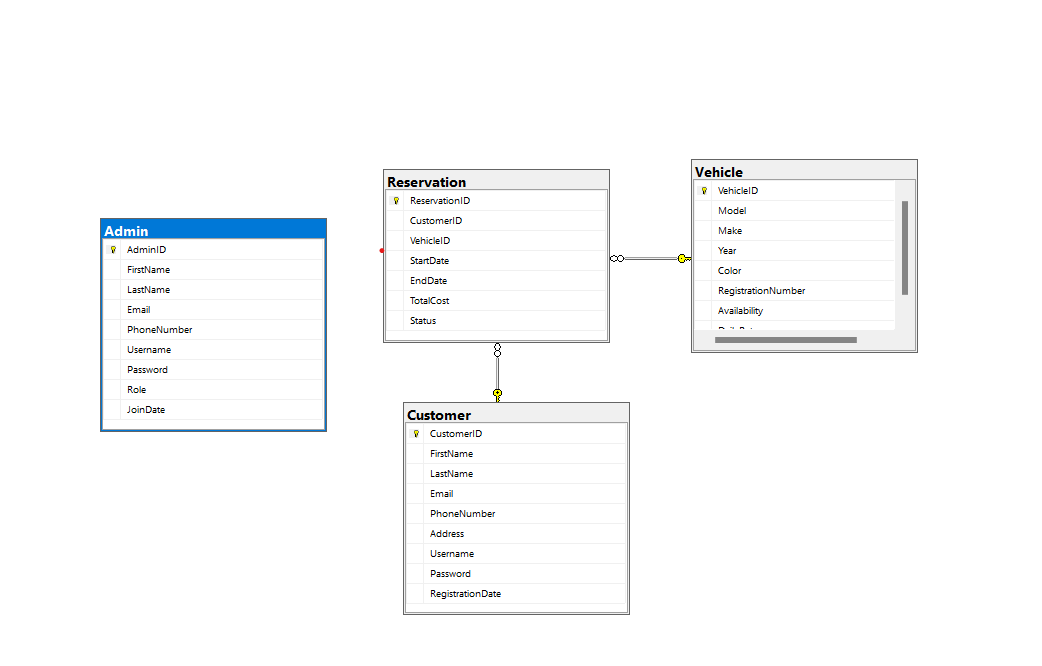 Admin
AdminID
FirstName
LastName
Email
PhoneNumber
Username
Password
Role
JoinDate
Reservation
ReservationID
CustomerID
VehicleID
StartDate
EndDate
TotalCost
Status
Vehicle
VehicleID
Model
Make
Year
Color
RegistrationNumber
Availability
Customer
CustomerID
FirstName
LastName
Email
PhoneNumber
Address
Username
Password
RegistrationDate